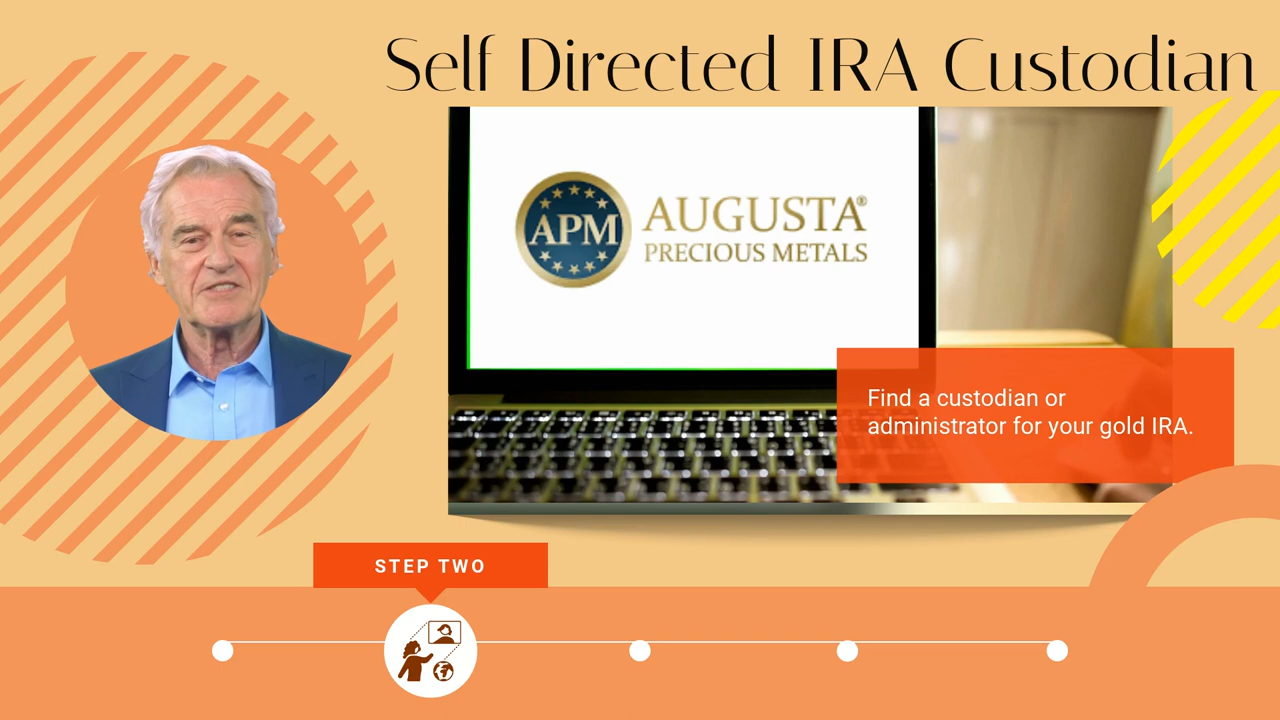 Self Directed IRA Custodian
APM
AUGUSTA®
PRECIOUS METALS
Find a custodian or
administrator for your gold IRA.
STEP TWO